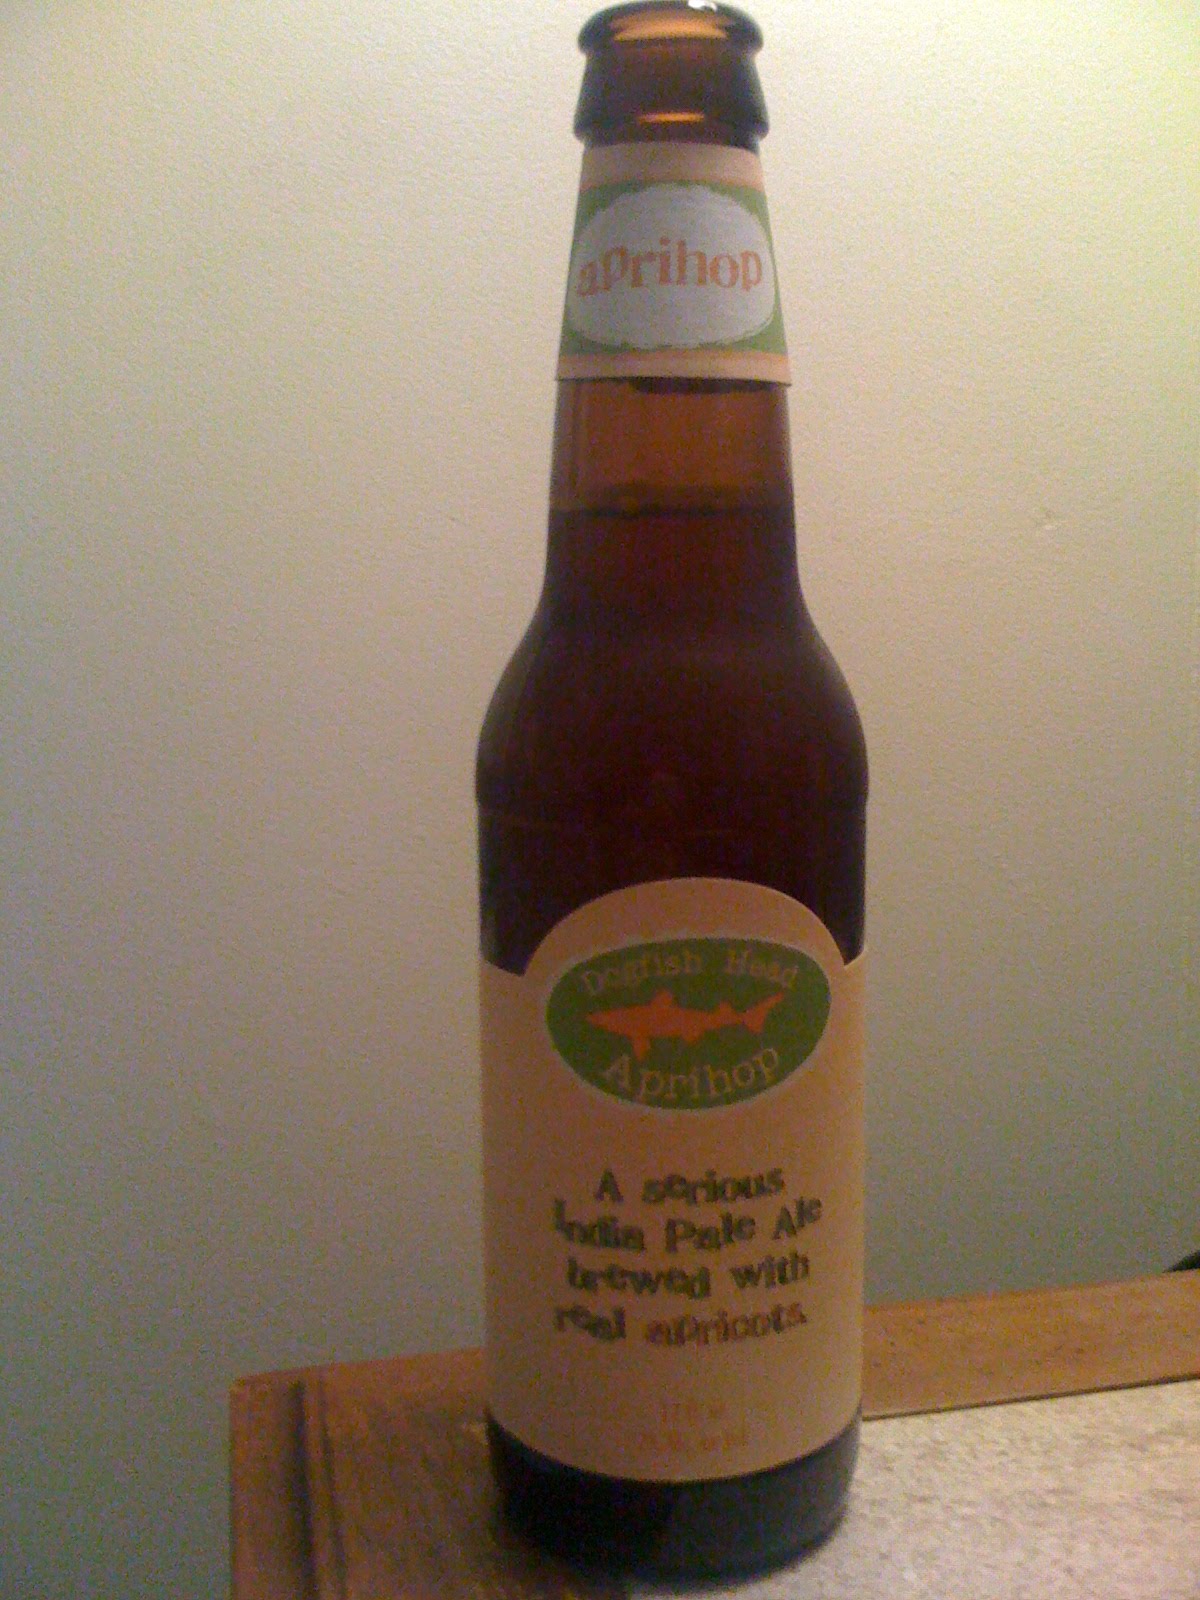 aprihop
Dogfish Head
Aprihop
A serious
India Pale Ale
brewed with
real apricots.